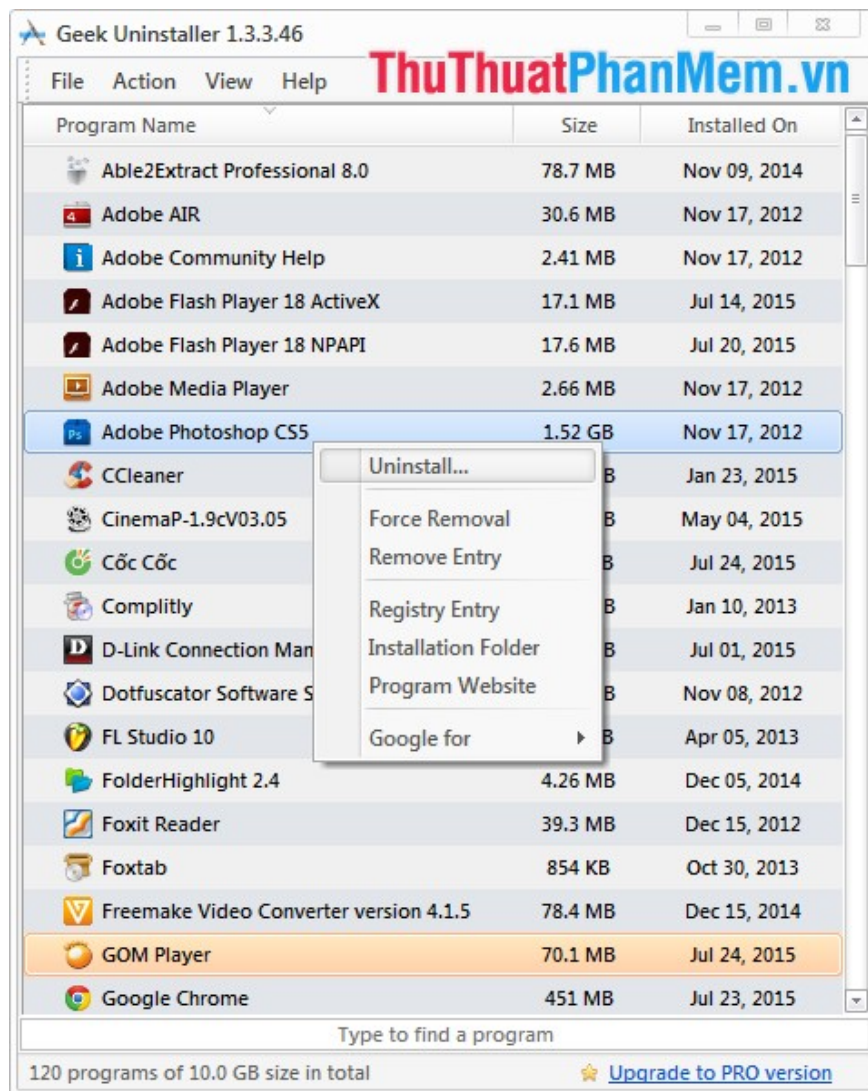 Geek Uninstaller 1.3.3.46
File Action View Help ThuThuatPhanMem.vn
Program Name Size Installed On
Able2Extract Professional 8.0 78.7 MB Nov 09, 2014
Adobe AIR 30.6 MB Nov 17, 2012
Adobe Community Help 2.41 MB Nov 17, 2012
Adobe Flash Player 18 ActiveX 17.1 MB Jul 14, 2015
Adobe Flash Player 18 NPAPI 17.6 MB Jul 20, 2015
Adobe Media Player 2.66 MB Nov 17, 2012
Adobe Photoshop CS5 1.52 GB Nov 17, 2012
Uninstall...
CCleaner B Jan 23, 2015
CinemaP-1.9cV03.05 Force Removal B May 04, 2015
Remove Entry
Cốc Cốc B Jul 24, 2015
Complitly Registry Entry B Jan 10, 2013
D-Link Connection Man Installation Folder B Jul 01, 2015
Dotfuscator Software S Program Website B Nov 08, 2012
FL Studio 10 Google for B Apr 05, 2013
FolderHighlight 2.4 4.26 MB Dec 05, 2014
Foxit Reader 39.3 MB Dec 15, 2012
Foxtab 854 KB Oct 30, 2013
Freemake Video Converter version 4.1.5 78.4 MB Dec 15, 2014
GOM Player 70.1 MB Jul 24, 2015
Google Chrome 451 MB Jul 23, 2015
Type to find a program
120 programs of 10.0 GB size in total Upgrade to PRO version